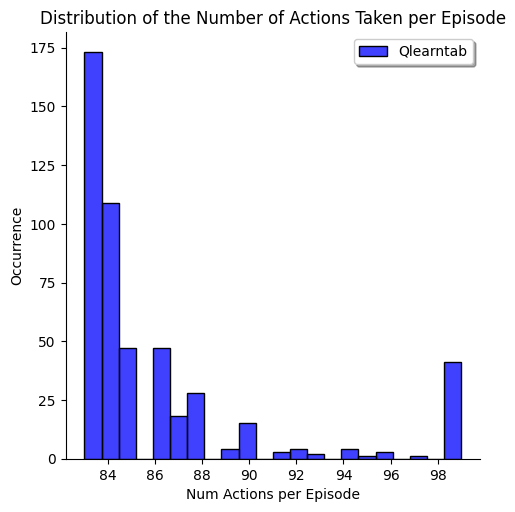 Distribution of the Number of Actions Taken per Episode
Qlearntab
175
150
125
100
75
50
25
0
Occurrence
84 86 88 90 92 94 96 98
Num Actions per Episode